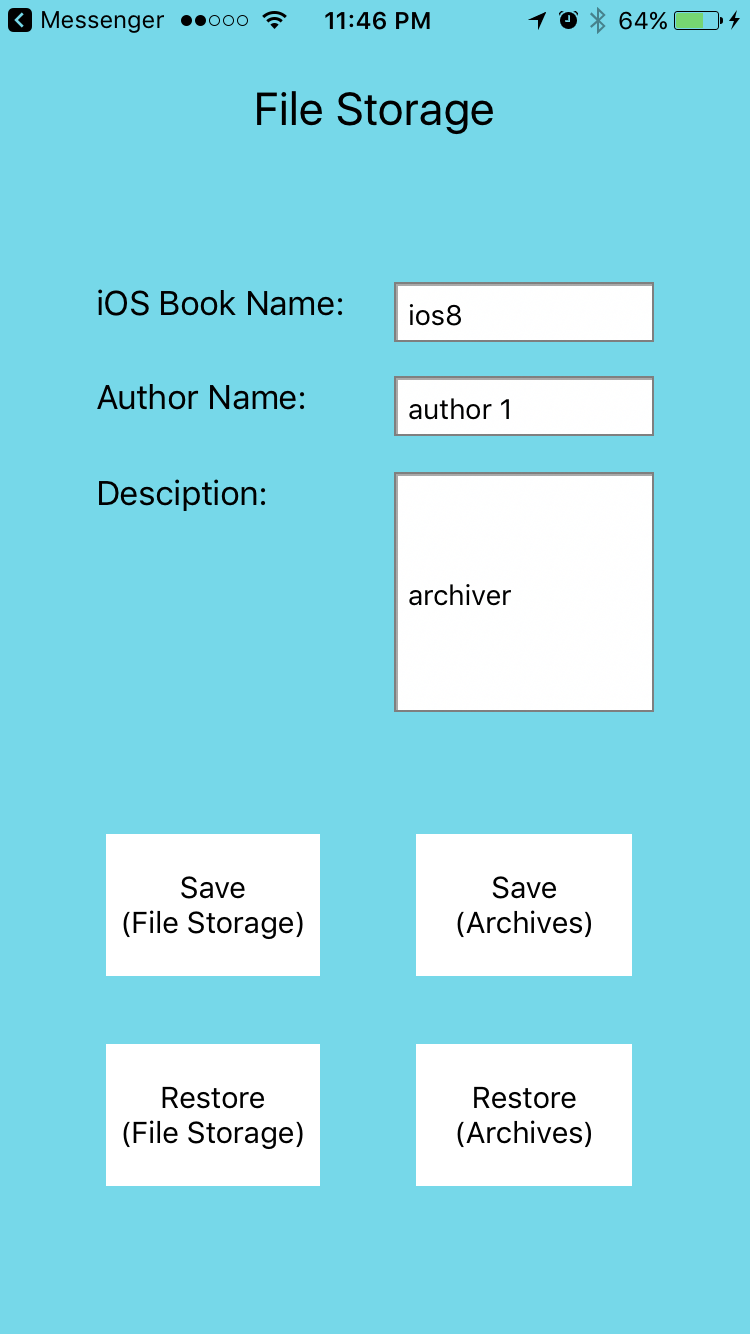 Messenger 11:46 PM 64%
File Storage
iOS Book Name: ios8
Author Name: author 1
Desciption:
archiver
Save
(File Storage)
Save
(Archives)
Restore
(File Storage)
Restore
(Archives)